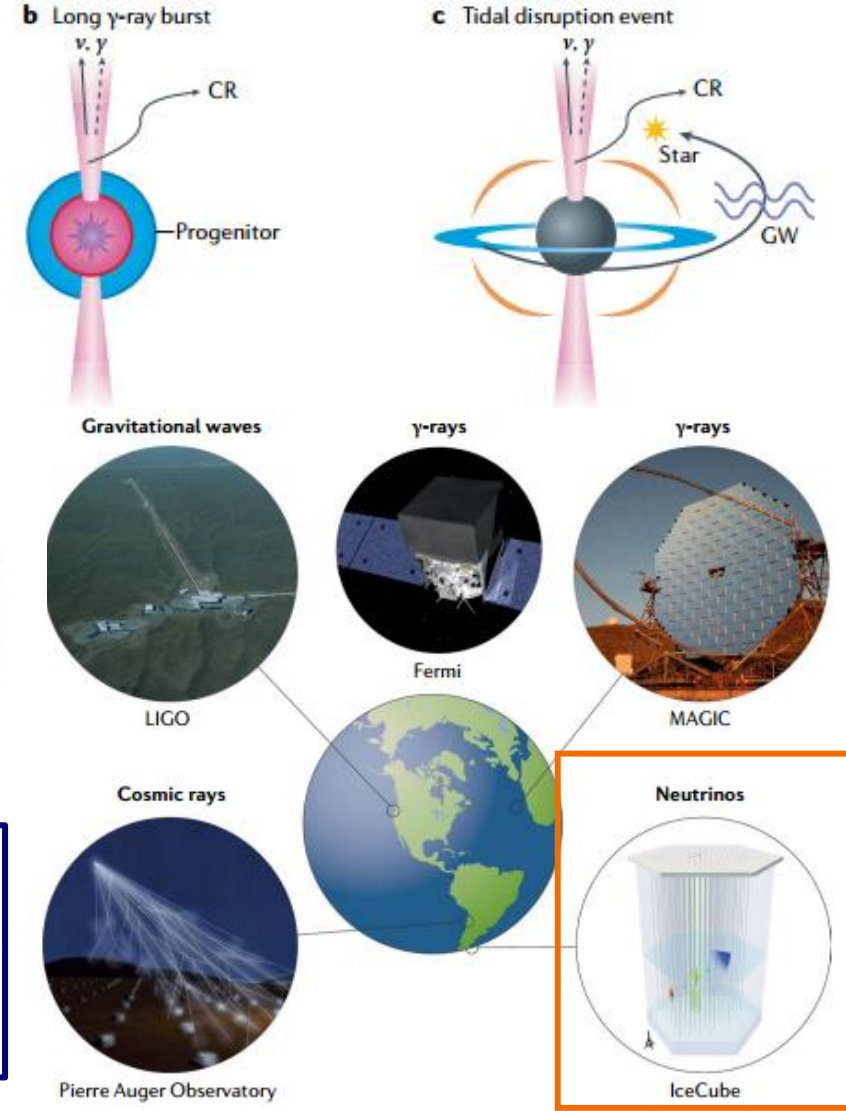 b Long γ-ray burst
c Tidal disruption event
ν, γ
CR
Progenitor
ν, γ
CR
Star
GW
Gravitational waves
γ-rays
γ-rays
LIGO
Fermi
MAGIC
Cosmic rays
Neutrinos
Pierre Auger Observatory
IceCube